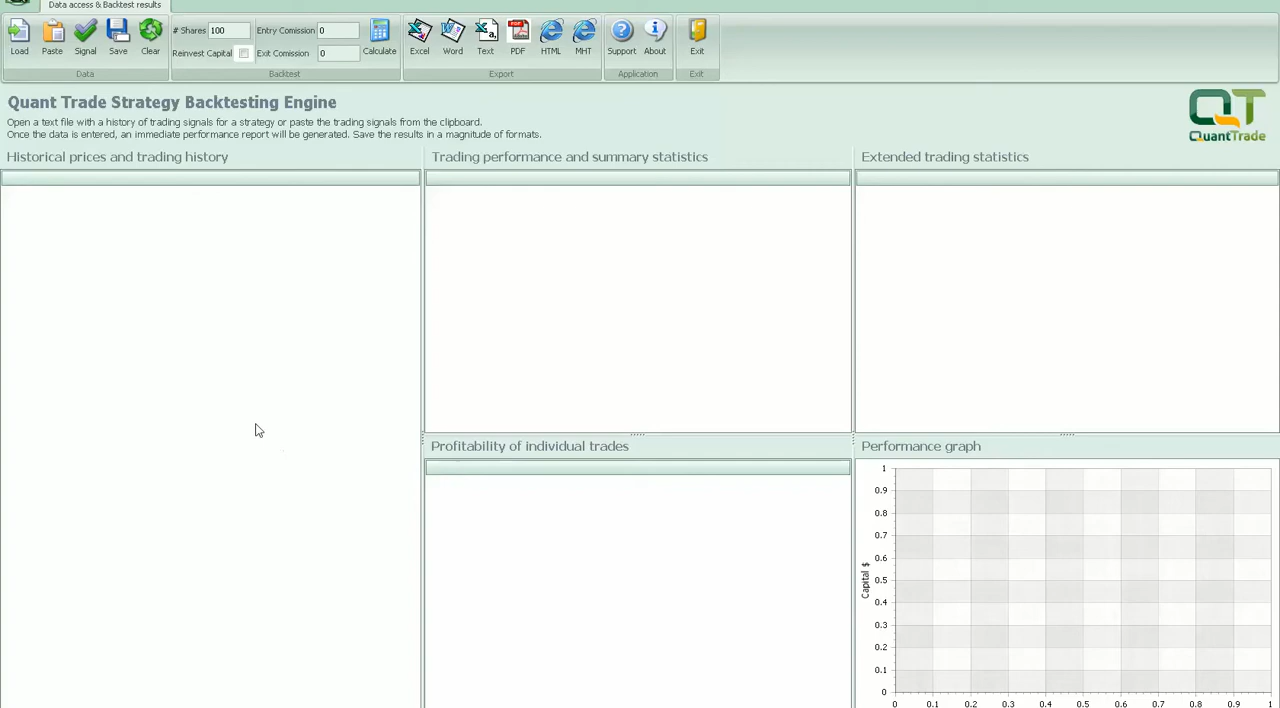 Data access & Backtest results
# Shares 100 Entry Comission 0
Reinvest Capital Exit Comission 0
Load Paste Signal Save Clear Calculate Excel Word Text PDF HTML MHT Support About Exit
Data Backtest Export Application Exit
Quant Trade Strategy Backtesting Engine
Open a text file with a history of trading signals for a strategy or paste the trading signals from the clipboard.
Once the data is entered, an immediate performance report will be generated. Save the results in a magnitude of formats.
QT
QuantTrade
Historical prices and trading history
Trading performance and summary statistics
Extended trading statistics
Profitability of individual trades
Performance graph
Capital $
1
0.9
0.8
0.7
0.6
0.5
0.4
0.3
0.2
0.1
0
0 0.1 0.2 0.3 0.4 0.5 0.6 0.7 0.8 0.9 1